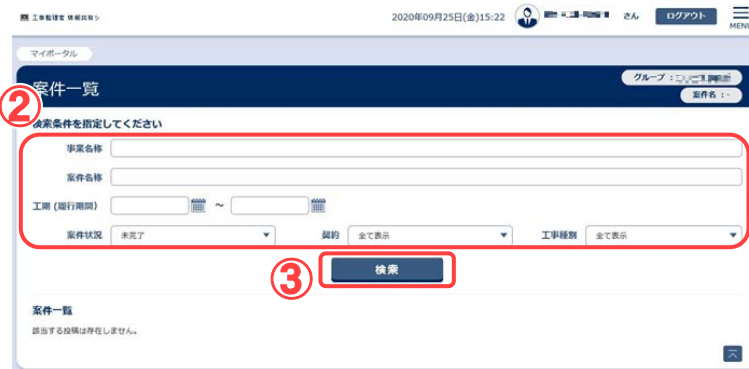 工事監理官 情報共有シ
2020年09月25日(金)15:22
さん
ログアウト
MENU
マイポータル
グループ:
案件一覧
案件名:-
②
検索条件を指定してください
事業名称
案件名称
工期(履行期間)
~
案件状況 未完了 契約 全て表示 工事種別 全て表示
③
検索
案件一覧
該当する投稿は存在しません。